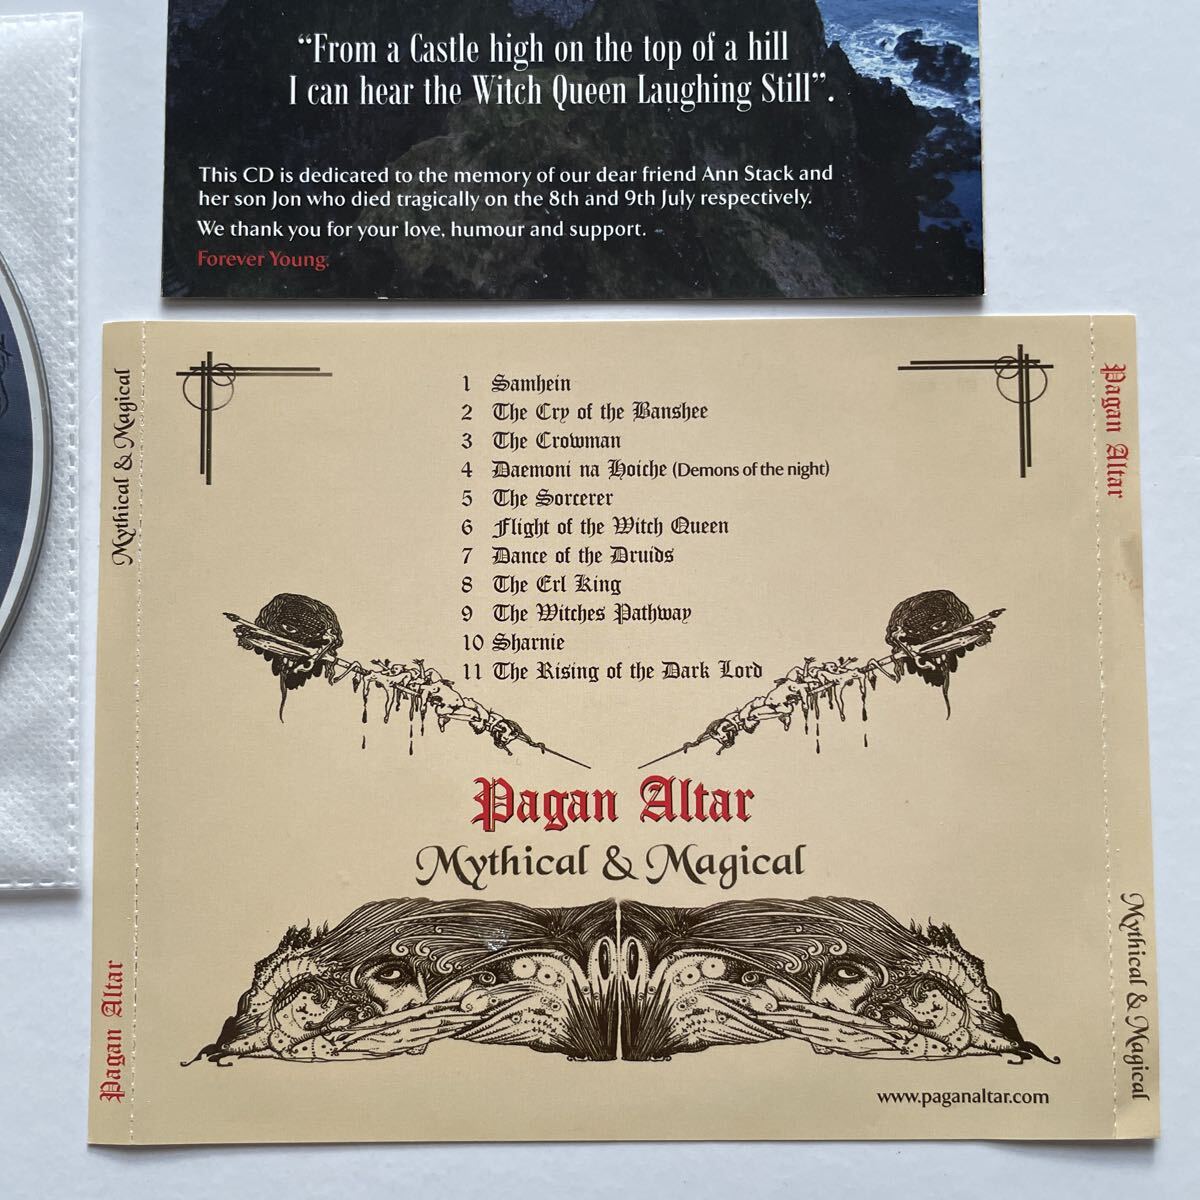 “From a Castle high on the top of a hill
I can hear the Witch Queen Laughing Still”.
This CD is dedicated to the memory of our dear friend Ann Stack and
her son Jon who died tragically on the 8th and 9th July respectively.
We thank you for your love, humour and support.
Forever Young.
Mythical & Magical
Pagan Altar
1 Samhein
2 The Cry of the Banshee
3 The Crowman
4 Daemoni na Hoiche (Demons of the night)
5 The Sorcerer
6 Flight of the Witch Queen
7 Dance of the Druids
8 The Erl King
9 The Witches Pathway
10 Sharnie
11 The Rising of the Dark Lord
Pagan Altar
Mythical & Magical
www.paganaltar.com
Pagan Altar
Mythical & Magical